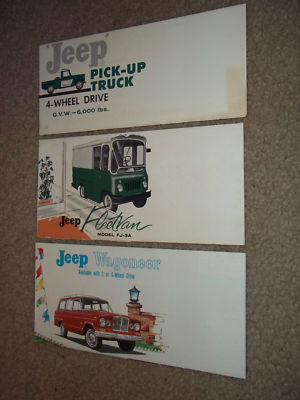 Jeep
PICK-UP
TRUCK
4-WHEEL DRIVE
G.V.W.—6,000 lbs.
Jeep FleetVan
MODEL FJ-3A
Jeep Wagoneer
Available with 2 or 4-Wheel Drive